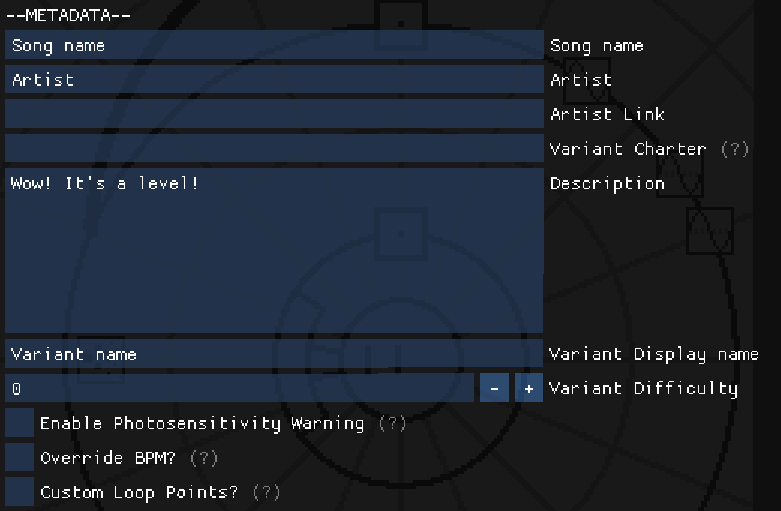 --METADATA--
Song name Song name
Artist Artist
Artist Link
Variant Charter (?)
Wow! It's a level! Description
Variant name Variant Display name
0 - + Variant Difficulty
Enable Photosensitivity Warning (?)
Override BPM? (?)
Custom Loop Points? (?)